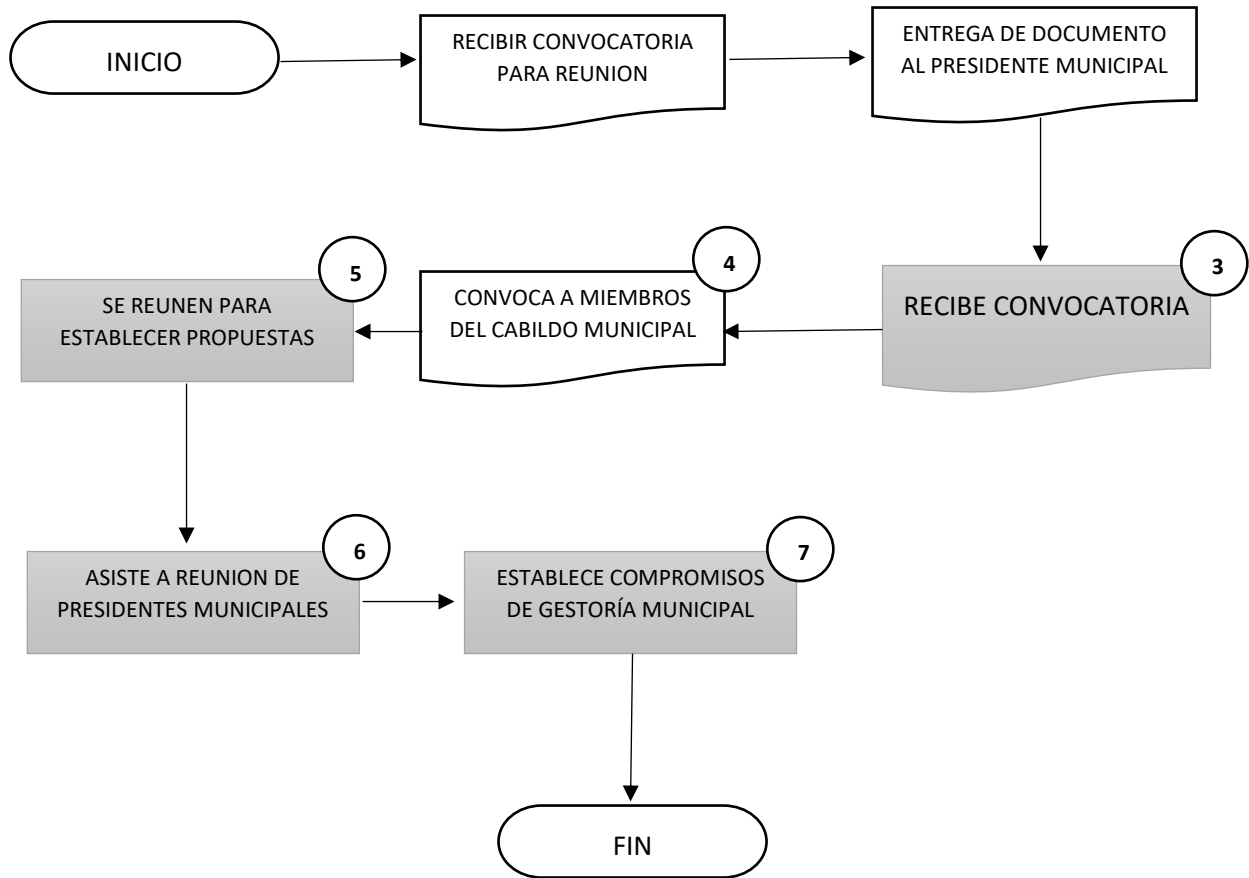 INICIO
RECIBIR CONVOCATORIA
PARA REUNION
ENTREGA DE DOCUMENTO
AL PRESIDENTE MUNICIPAL
3
RECIBE CONVOCATORIA
4
CONVOCA A MIEMBROS
DEL CABILDO MUNICIPAL
5
SE REUNEN PARA
ESTABLECER PROPUESTAS
6
ASISTE A REUNION DE
PRESIDENTES MUNICIPALES
7
ESTABLECE COMPROMISOS
DE GESTORÍA MUNICIPAL
FIN